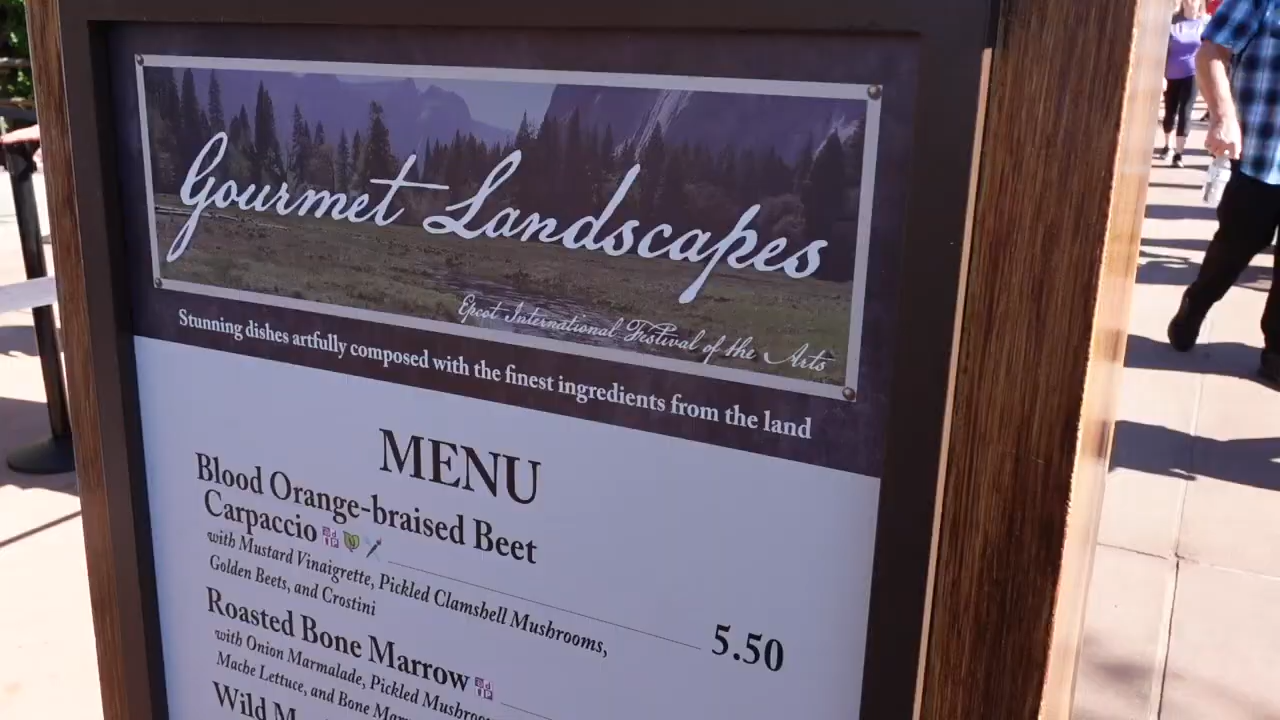 Gourmet Landscapes
Epcot International Festival of the Arts
Stunning dishes artfully composed with the finest ingredients from the land
MENU
Blood Orange-braised Beet
Carpaccio
with Mustard Vinaigrette, Pickled Clamshell Mushrooms,
Golden Beets, and Crostini
5.50
Roasted Bone Marrow
with Onion Marmalade, Pickled
Mache Lettuce, and Bone
Wild